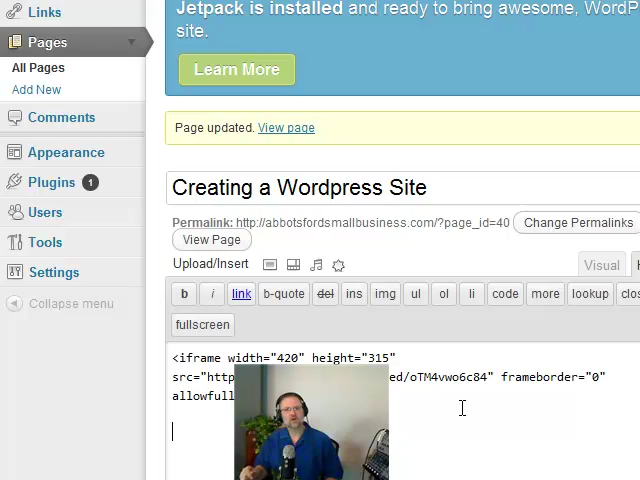 Links
Pages
All Pages
Add New
Comments
Appearance
Plugins 1
Users
Tools
Settings
Collapse menu
Jetpack is installed and ready to bring awesome,
site.
Learn More
Page updated. View page
Creating a Wordpress Site
Permalink: http://abbotsfordsmallbusiness.com/?page_id=40 Change Permalinks
View Page
Upload/Insert
Visual
b i link b-quote del ins img ul ol li code more lookup
fullscreen
<iframe width="420" height="315"
src="http ed/oTM4vwo6c84" frameborder="0"
allowfull